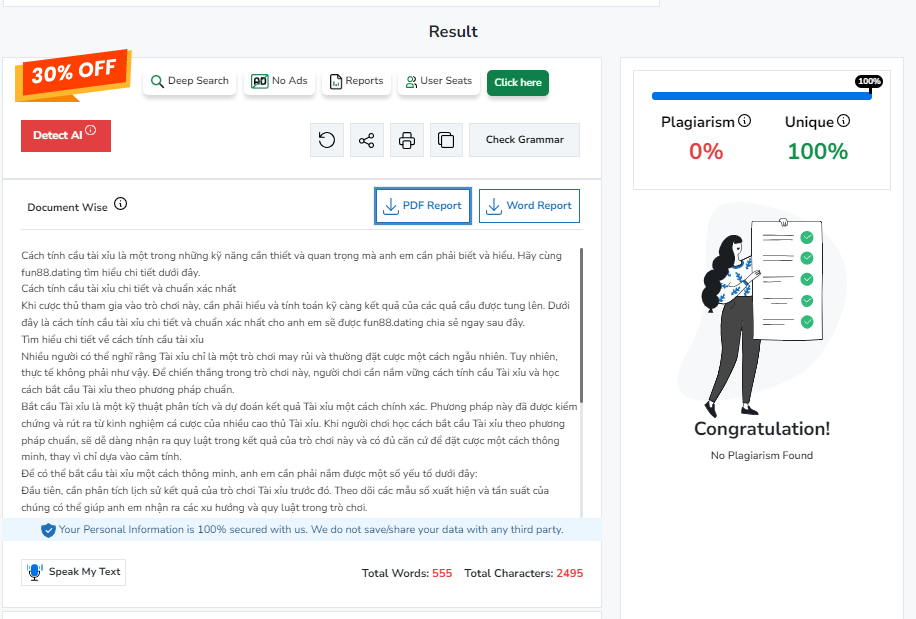 Result
30% OFF
Deep Search
AD No Ads
Reports
User Seats
Click here
Detect AI
Check Grammar
Document Wise
PDF Report
Word Report
Cách tính cầu tài xỉu là một trong những kỹ năng cần thiết và quan trọng mà anh em cần phải biết và hiểu. Hãy cùng
fun88.dating tìm hiểu chi tiết dưới đây.
Cách tính cầu tài xỉu chi tiết và chuẩn xác nhất
Khi cược thủ tham gia vào trò chơi này, cần phải hiểu và tính toán kỹ càng kết quả của các quả cầu được tung lên. Dưới
đây là cách tính cầu tài xỉu chi tiết và chuẩn xác nhất cho anh em sẽ được fun88.dating chia sẻ ngay sau đây.
Tìm hiểu chi tiết về cách tính cầu tài xỉu
Nhiều người có thể nghĩ rằng Tài xỉu chỉ là một trò chơi may rủi và thường đặt cược một cách ngẫu nhiên. Tuy nhiên,
thực tế không phải như vậy. Để chiến thắng trong trò chơi này, người chơi cần nắm vững cách tính cầu Tài xỉu và học
cách bắt cầu Tài xỉu theo phương pháp chuẩn.
Bắt cầu Tài xỉu là một kỹ thuật phân tích và dự đoán kết quả Tài xỉu một cách chính xác. Phương pháp này đã được kiểm
chứng và rút ra từ kinh nghiệm cá cược của nhiều cao thủ Tài xỉu. Khi người chơi học cách bắt cầu Tài xỉu theo phương
pháp chuẩn, sẽ dễ dàng nhận ra quy luật trong kết quả của trò chơi này và có đủ căn cứ để đặt cược một cách thông
minh, thay vì chỉ dựa vào cảm tính.
Để có thể bắt cầu tài xỉu một cách thông minh, anh em cần phải nắm được một số yếu tố dưới đây:
Đầu tiên, cần phân tích lịch sử kết quả của trò chơi Tài xỉu trước đó. Theo dõi các mẫu số xuất hiện và tần suất của
chúng có thể giúp anh em nhận ra các xu hướng và quy luật trong trò chơi.
Your Personal Information is 100% secured with us. We do not save/share your data with any third party.
Speak My Text
Total Words: 555 Total Characters: 2495
100%
Plagiarism
Unique
0%
100%
Congratulation!
No Plagiarism Found